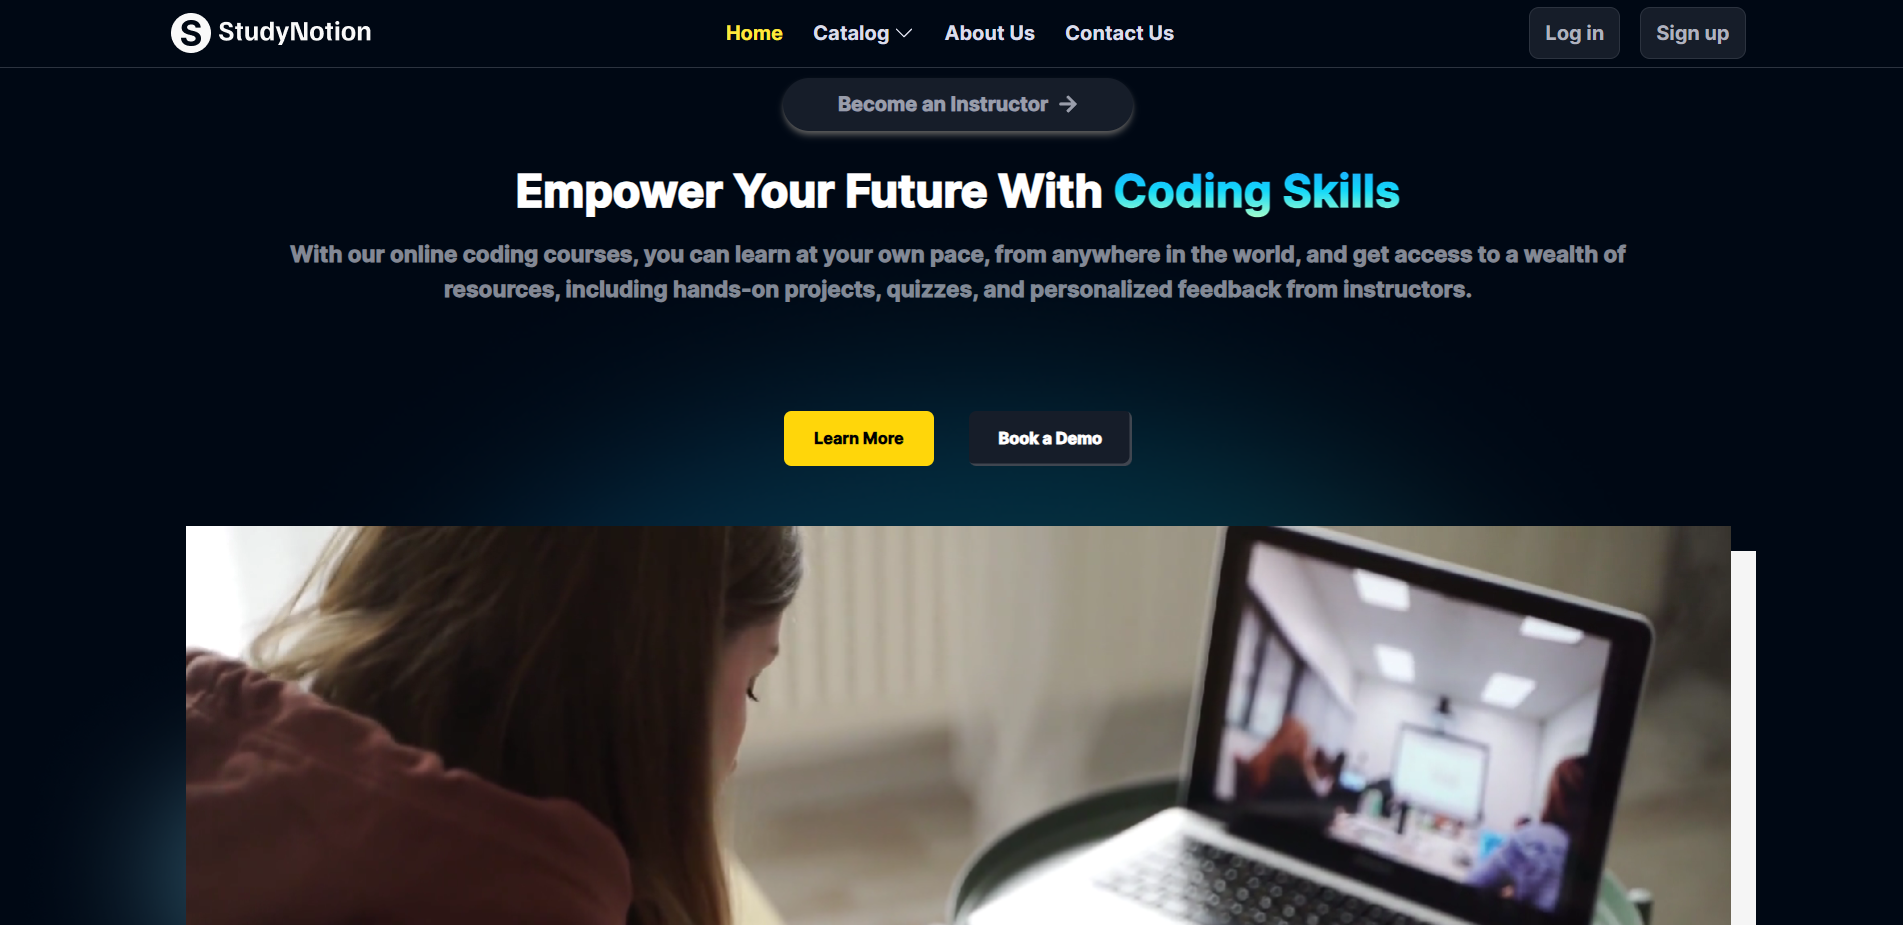 S StudyNotion
Home Catalog About Us Contact Us
Log in Sign up
Become an Instructor →
Empower Your Future With Coding Skills
With our online coding courses, you can learn at your own pace, from anywhere in the world, and get access to a wealth of
resources, including hands-on projects, quizzes, and personalized feedback from instructors.
Learn More Book a Demo